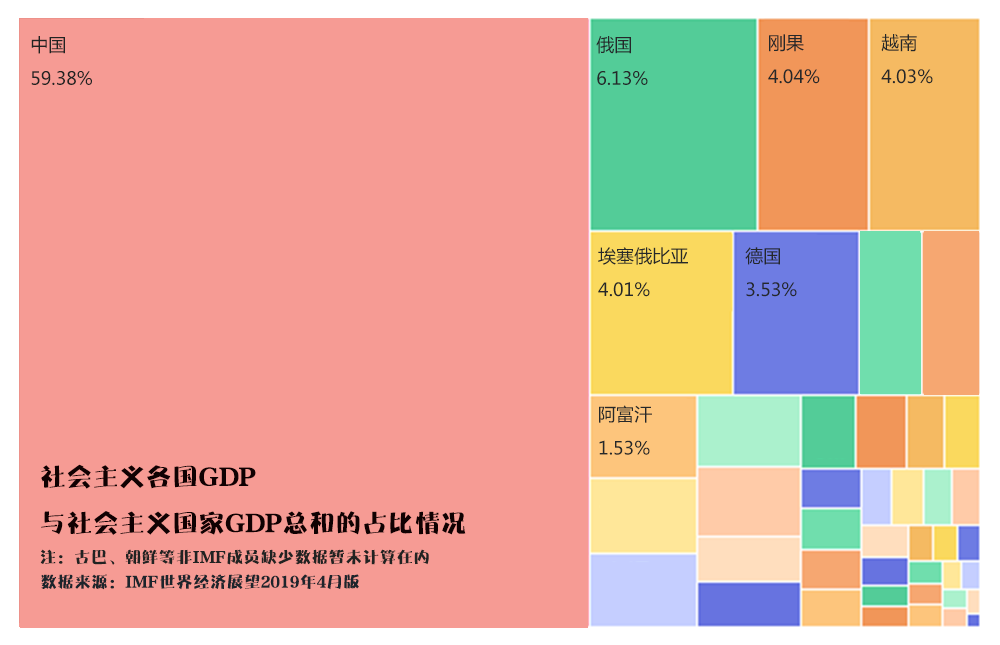 中国
59.38%
俄国
6.13%
刚果
4.04%
越南
4.03%
埃塞俄比亚
4.01%
德国
3.53%
阿富汗
1.53%
社会主义各国GDP
与社会主义国家GDP总和的占比情况
注：古巴、朝鲜等非IMF成员缺少数据暂未计算在内
数据来源：IMF世界经济展望2019年4月版